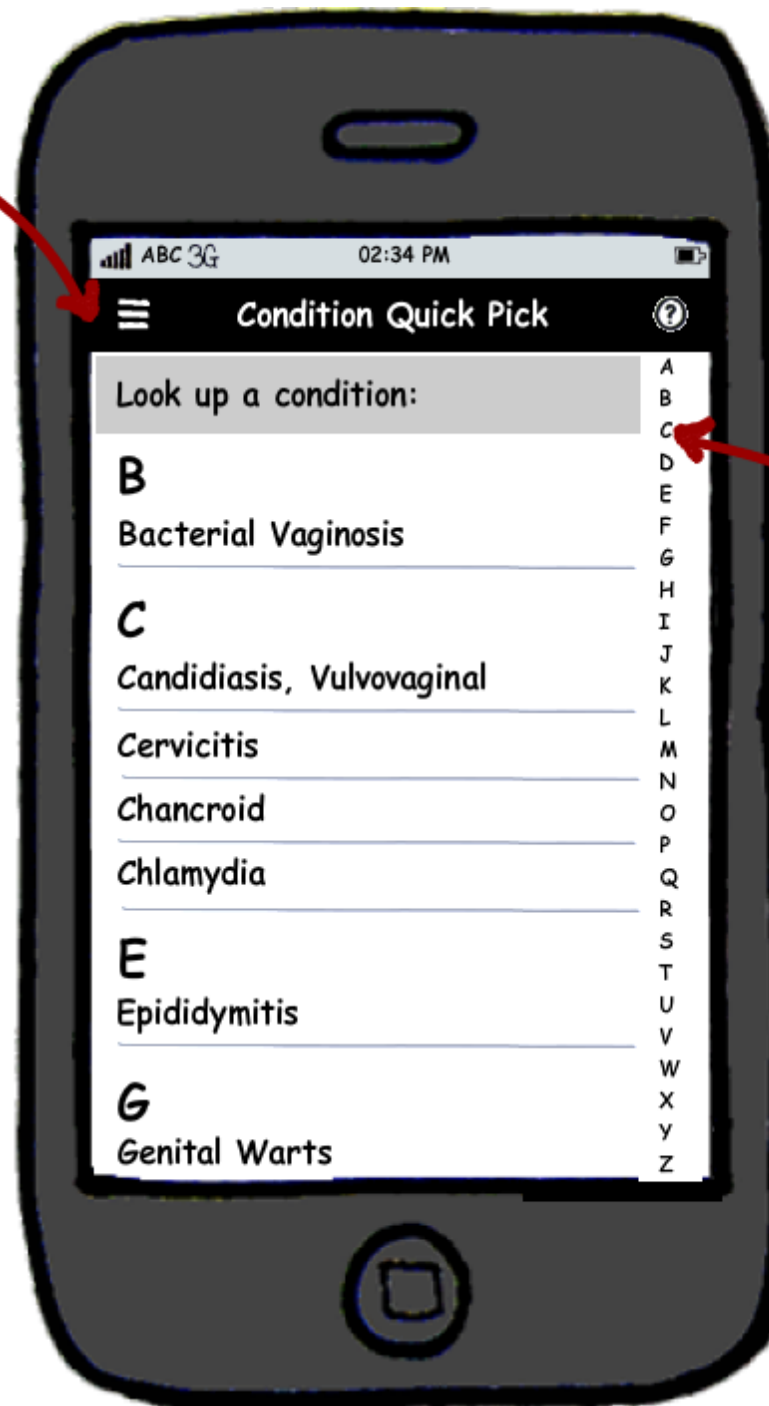 ABC 3G 02:34 PM
Condition Quick Pick ?
Look up a condition:
B
Bacterial Vaginosis
C
Candidiasis, Vulvovaginal
Cervicitis
Chancroid
Chlamydia
E
Epididymitis
G
Genital Warts
A
B
C
D
E
F
G
H
I
J
K
L
M
N
O
P
Q
R
S
T
U
V
W
X
Y
Z